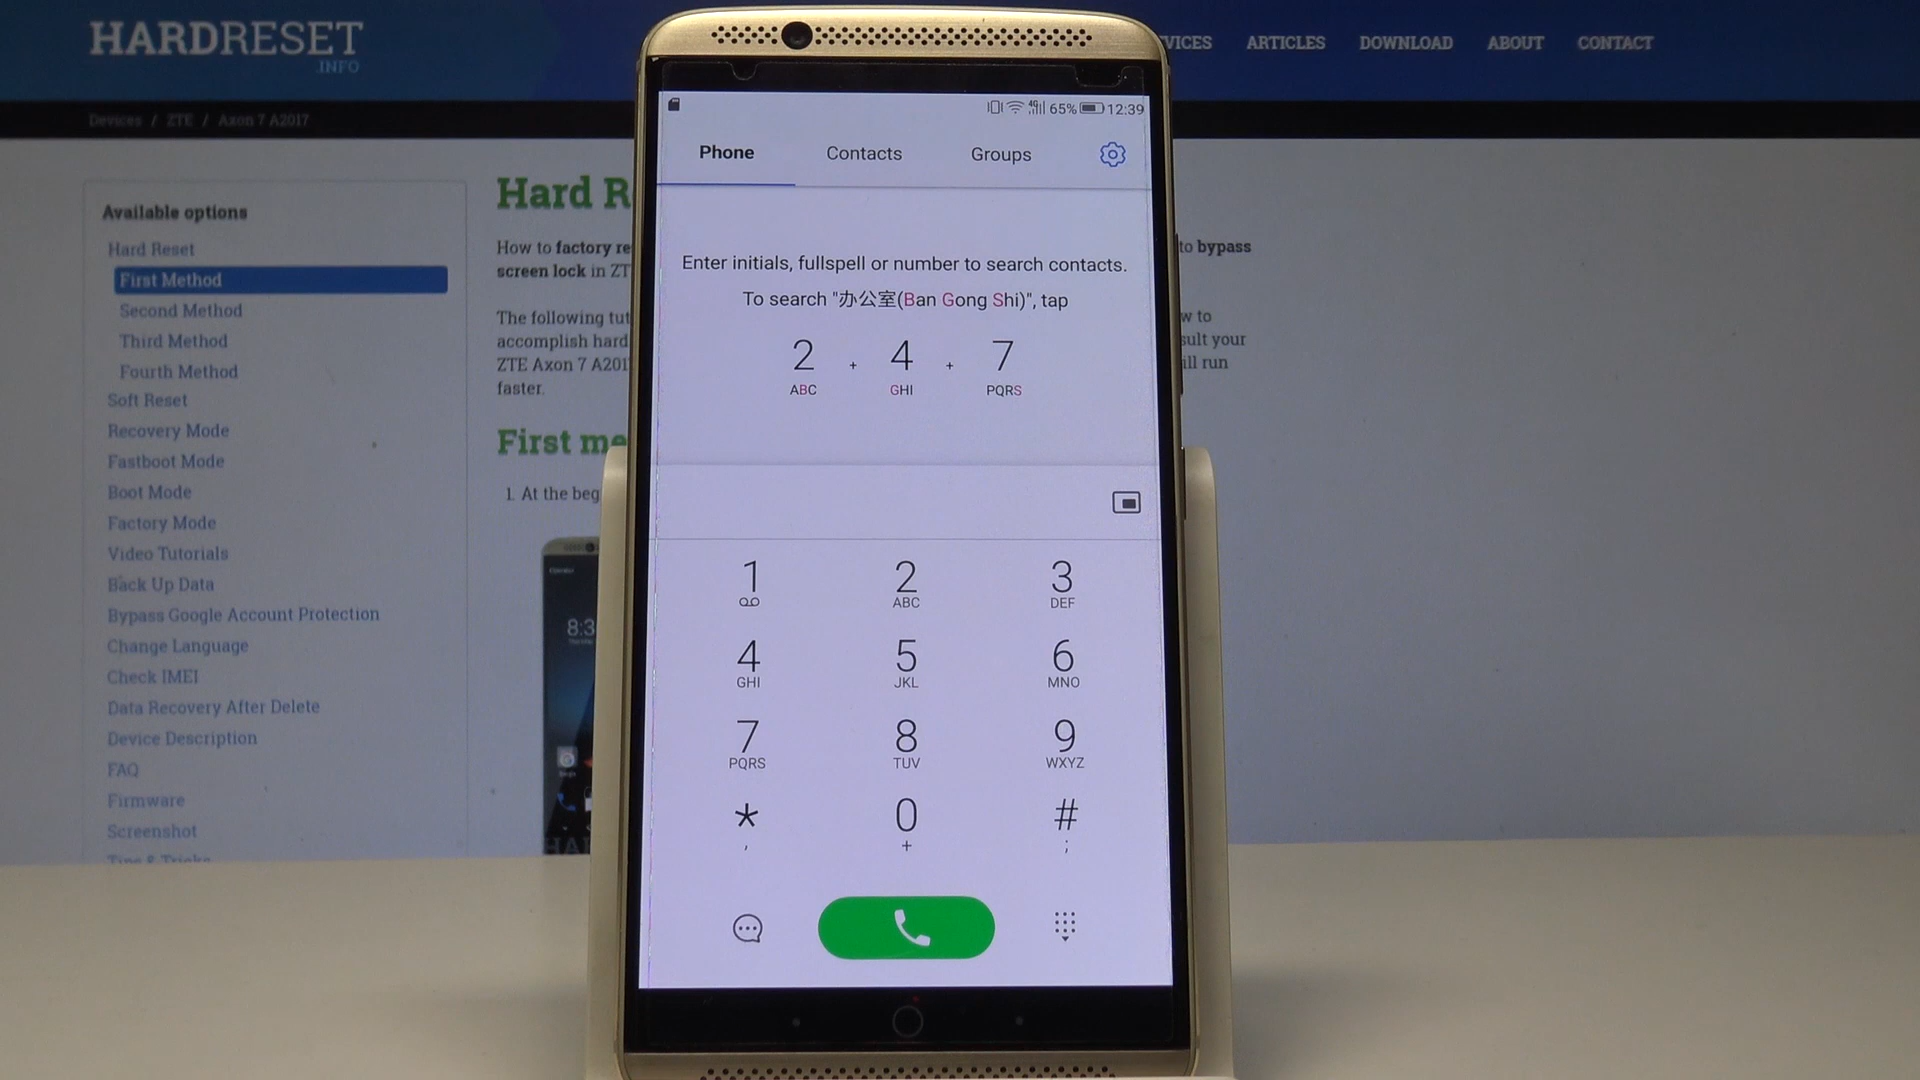 HARDRESET
.INFO
VICES ARTICLES DOWNLOAD ABOUT CONTACT
Devices / ZTE / Axon 7 A2017
Available options
Hard Reset
First Method
Second Method
Third Method
Fourth Method
Soft Reset
Recovery Mode
Fastboot Mode
Boot Mode
Factory Mode
Video Tutorials
Back Up Data
Bypass Google Account Protection
Change Language
Check IMEI
Data Recovery After Delete
Device Description
FAQ
Firmware
Screenshot
Tips & Tricks
Hard R
How to factory re
to bypass
screen lock in ZT
The following tut
w to
accomplish hard
sult your
ZTE Axon 7 A201
ill run
faster.
First me
1. At the beg
8:3
HA
4G 65% 12:39
Phone Contacts Groups
Enter initials, fullspell or number to search contacts.
To search "办公室(Ban Gong Shi)", tap
2 + 4 + 7
ABC GHI PQRS
1 2 3
ABC DEF
4 5 6
GHI JKL MNO
7 8 9
PQRS TUV WXYZ
* 0 #
, + ;